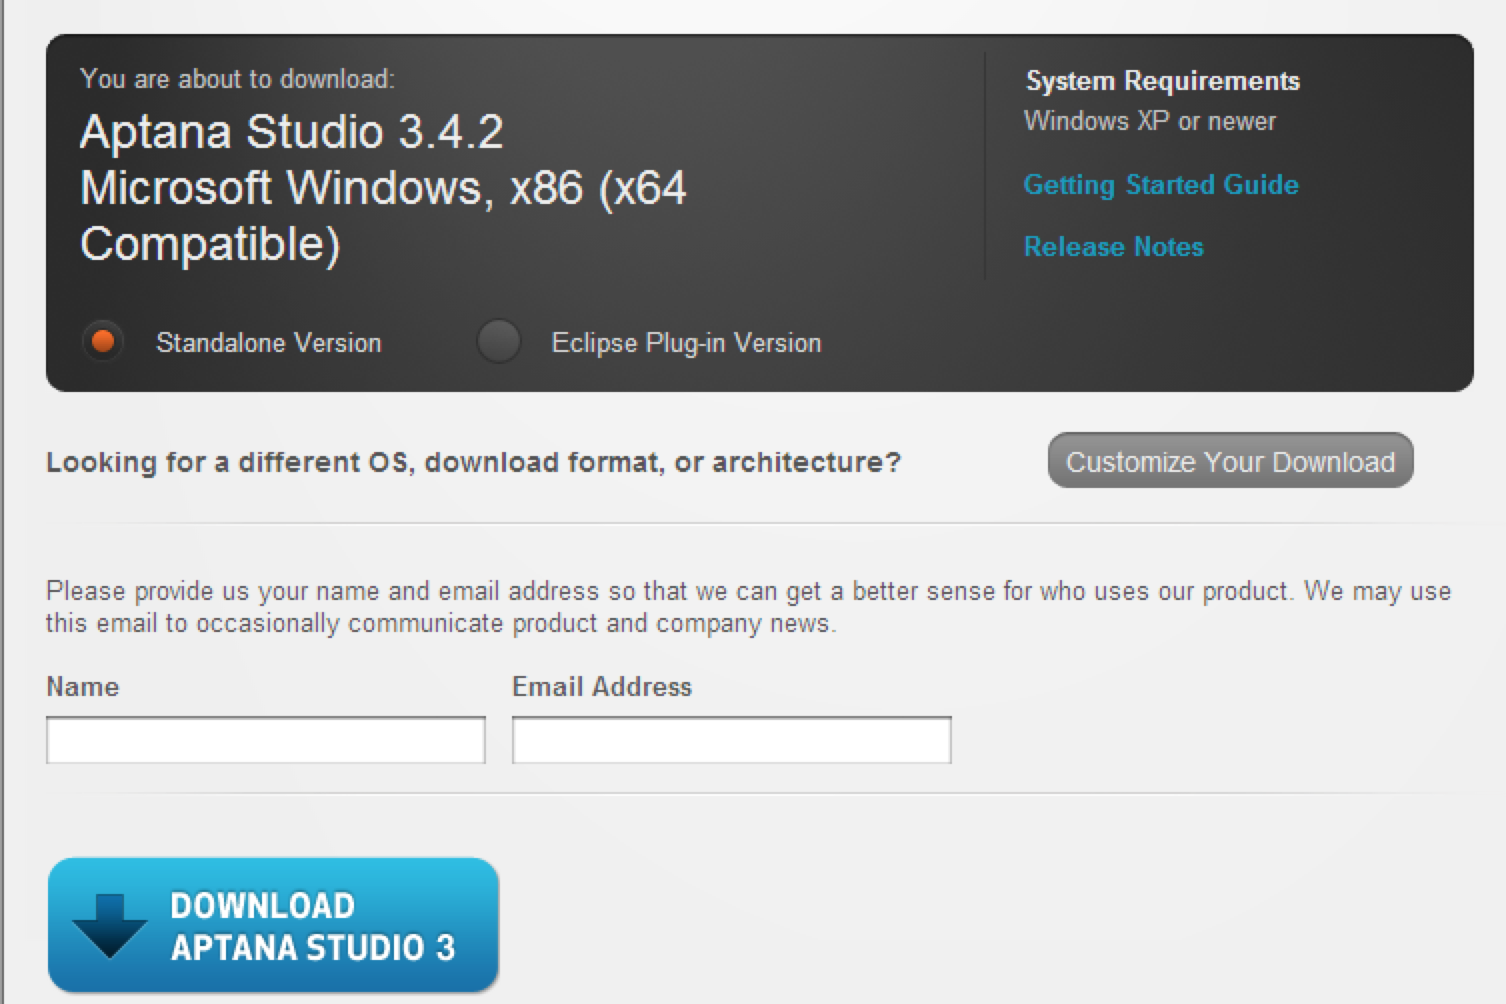 You are about to download:
Aptana Studio 3.4.2
Microsoft Windows, x86 (x64
Compatible)
Standalone Version
Eclipse Plug-in Version
System Requirements
Windows XP or newer
Getting Started Guide
Release Notes
Looking for a different OS, download format, or architecture?
Customize Your Download
Please provide us your name and email address so that we can get a better sense for who uses our product. We may use
this email to occasionally communicate product and company news.
Name
Email Address
DOWNLOAD
APTANA STUDIO 3